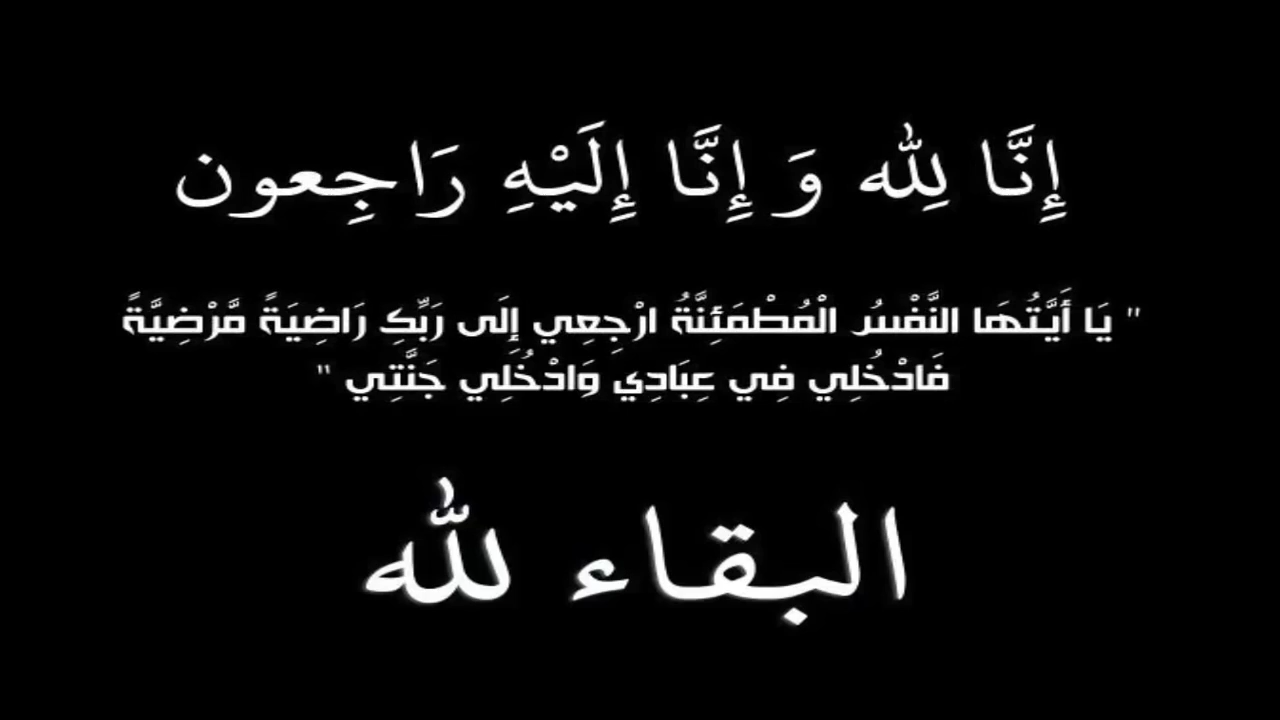 إِنَّا لِلّٰه وَ إِنَّا إِلَيْهِ رَاجِعون
" يَا أَيَّتُهَا النَّفْسُ الْمُطْمَئِنَّةُ ارْجِعِي إِلَى رَبِّكِ رَاضِيَةً مَّرْضِيَّةً
فَادْخُلِي فِي عِبَادِي وَادْخُلِي جَنَّتِي "
البقاء لله